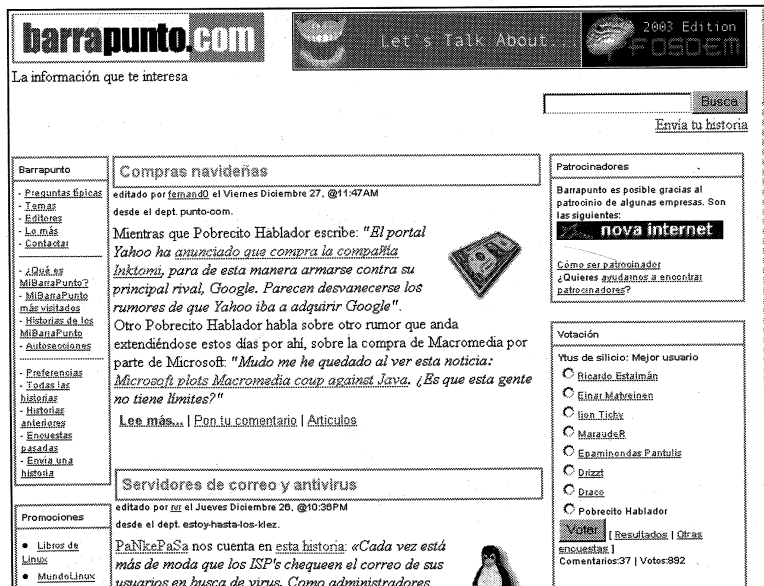 barrapunto.com
Let's Talk About...
2003 Edition
FOSDEM
La información que te interesa
Busca
Envía tu historia
Barrapunto
- Preguntas típicas
- Temas
- Editores
- Lo más
- Contactar
- ¿Qué es
MiBarraPunto?
- MiBarraPunto
más visitados
- Historias de los
MiBarraPunto
- Autosecciones
- Preferencias
- Todas las
historias
- Historias
anteriores
- Encuestas
pasadas
- Envia una
historia
Promociones
Libros de
Linux
MundoLinux
Compras navideñas
editado por fernand0 el Viernes Diciembre 27, @11:47AM
desde el dept. punto-com.
Mientras que Pobrecito Hablador escribe: "El portal
Yahoo ha anunciado que compra la compañía
Inktomi, para de esta manera armarse contra su
principal rival, Google. Parecen desvanecerse los
rumores de que Yahoo iba a adquirir Google".
Otro Pobrecito Hablador habla sobre otro rumor que anda
extendiéndose estos días por ahí, sobre la compra de Macromedia por
parte de Microsoft: "Mudo me he quedado al ver esta noticia:
Microsoft plots Macromedia coup against Java. ¿Es que esta gente
no tiene límites?"
Lee más... | Pon tu comentario | Articulos
Servidores de correo y antivirus
editado por rvr el Jueves Diciembre 26, @10:36PM
desde el dept. estoy-hasta-los-klez.
PaNkePaSa nos cuenta en esta historia: «Cada vez está
más de moda que los ISP's chequeen el correo de sus
usuarios en busca de virus. Como administradores
Patrocinadores
Barrapunto es posible gracias al
patrocinio de algunas empresas. Son
las siguientes:
nova internet
Cómo ser patrocinador
¿Quieres ayudarnos a encontrar
patrocinadores?
Votación
Ytus de silicio: Mejor usuario
Ricardo Estalmán
Einar Matveinen
Ijon Tichy
MaraudeR
Epaminondas Pantulis
Drizzt
Draco
Pobrecito Hablador
Votar
[ Resultados | Otras
encuestas ]
Comentarios:37 | Votos:892